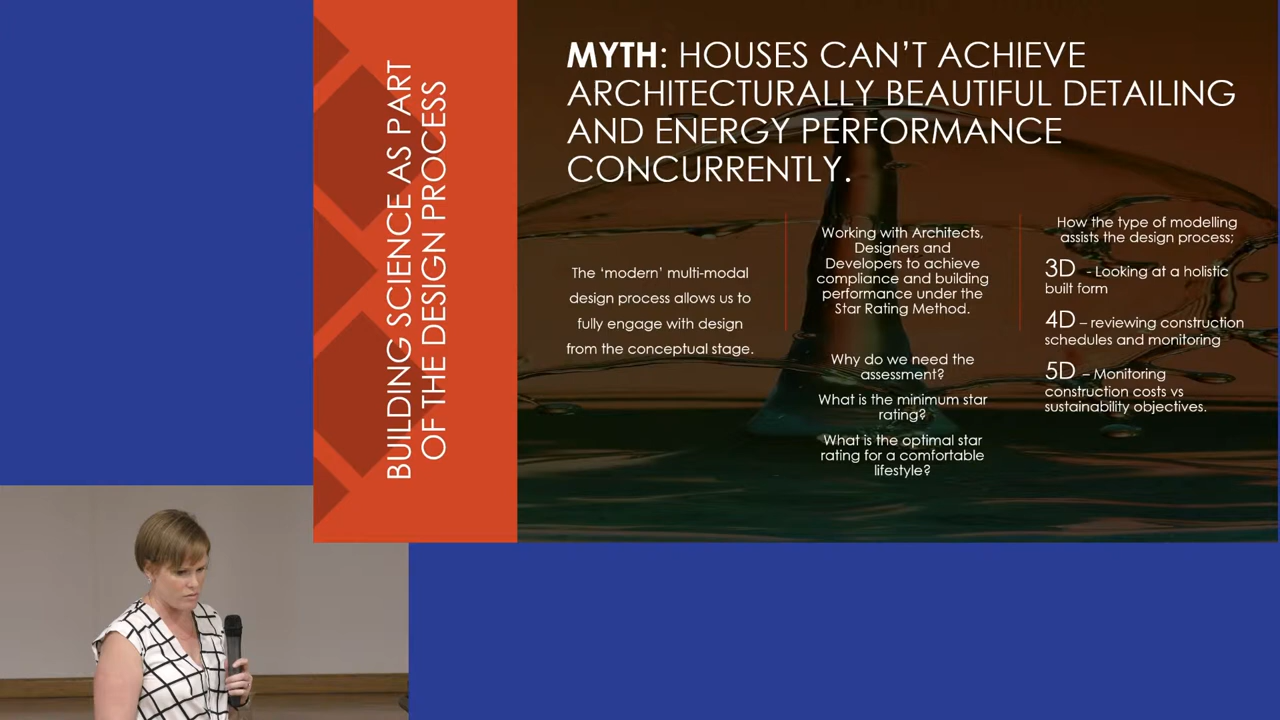 BUILDING SCIENCE AS PART
OF THE DESIGN PROCESS
MYTH: HOUSES CAN'T ACHIEVE
ARCHITECTURALLY BEAUTIFUL DETAILING
AND ENERGY PERFORMANCE
CONCURRENTLY.
The 'modern' multi-modal
design process allows us to
fully engage with design
from the conceptual stage.
Working with Architects,
Designers and
Developers to achieve
compliance and building
performance under the
Star Rating Method.
Why do we need the
assessment?
What is the minimum star
rating?
What is the optimal star
rating for a comfortable
lifestyle?
How the type of modelling
assists the design process;
3D - Looking at a holistic
built form
4D – reviewing construction
schedules and monitoring
5D – Monitoring
construction costs vs
sustainability objectives.